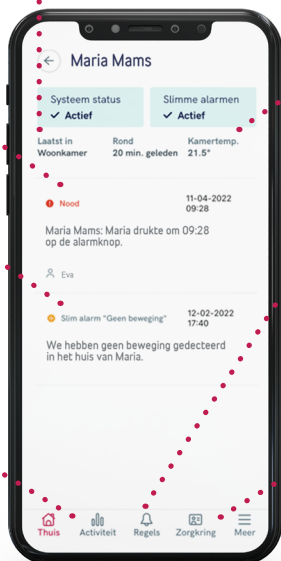 Maria Mams
Systeem status
Actief
Slimme alarmen
Actief
Laatst in
Woonkamer
Rond
20 min. geleden
Kamertemp.
21.5°
Nood
11-04-2022
09:28
Maria Mams: Maria drukte om 09:28
op de alarmknop.
Eva
Slim alarm "Geen beweging"
12-02-2022
17:40
We hebben geen beweging gedecteerd
in het huis van Maria.
Thuis
Activiteit
Regels
Zorgkring
Meer